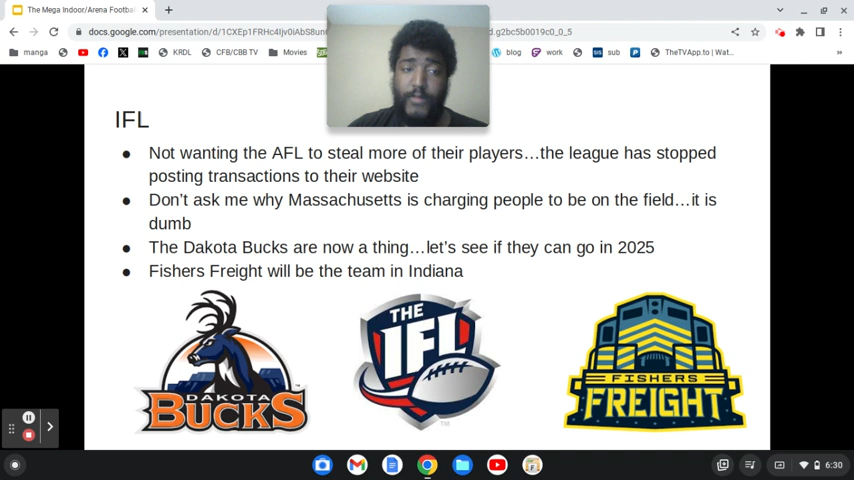 The Mega Indoor/Arena Footba
docs.google.com/presentation/d/1CXEp1FRHc4Ijv0iAbS8un
d.g2bc5b0019c0_0_5
manga
KRDL
CFB/CBB TV
Movies
blog
work
sub
TheTVApp.to | Wat...
IFL
● Not wanting the AFL to steal more of their players…the league has stopped
posting transactions to their website
● Don’t ask me why Massachusetts is charging people to be on the field…it is
dumb
● The Dakota Bucks are now a thing…let’s see if they can go in 2025
● Fishers Freight will be the team in Indiana
DAKOTA
BUCKS
THE
IFL
TM
FISHERS
FREIGHT
6:30